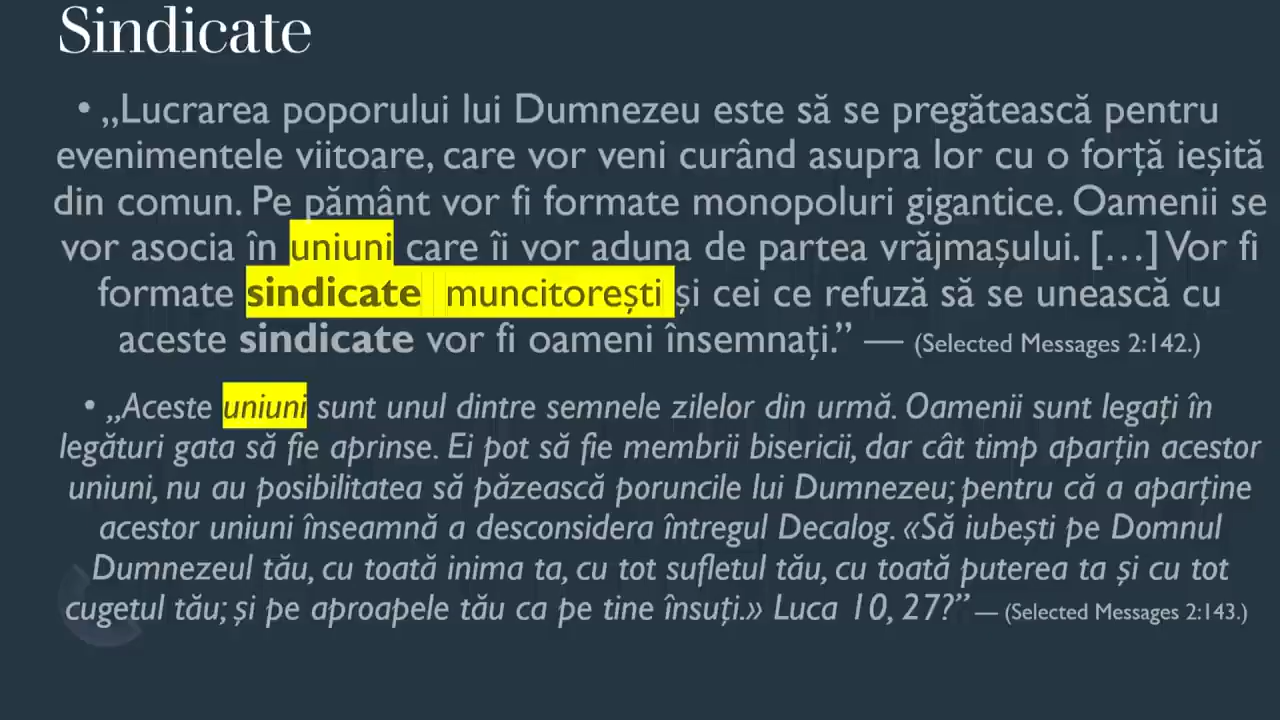 Sindicate
• „Lucrarea poporului lui Dumnezeu este să se pregătească pentru
evenimentele viitoare, care vor veni curând asupra lor cu o forță ieșită
din comun. Pe pământ vor fi formate monopoluri gigantice. Oamenii se
vor asocia în uniuni care îi vor aduna de partea vrăjmașului. [...] Vor fi
formate sindicate muncitorești și cei ce refuză să se unească cu
aceste sindicate vor fi oameni însemnați.” — (Selected Messages 2:142.)
• „Aceste uniuni sunt unul dintre semnele zilelor din urmă. Oamenii sunt legați în
legături gata să fie aprinse. Ei pot să fie membrii bisericii, dar cât timp aparțin acestor
uniuni, nu au posibilitatea să păzească poruncile lui Dumnezeu; pentru că a aparține
acestor uniuni înseamnă a desconsidera întregul Decalog. «Să iubești pe Domnul
Dumnezeul tău, cu toată inima ta, cu tot sufletul tău, cu toată puterea ta și cu tot
cugetul tău; și pe aproapele tău ca pe tine însuți.» Luca 10, 27?” — (Selected Messages 2:143.)